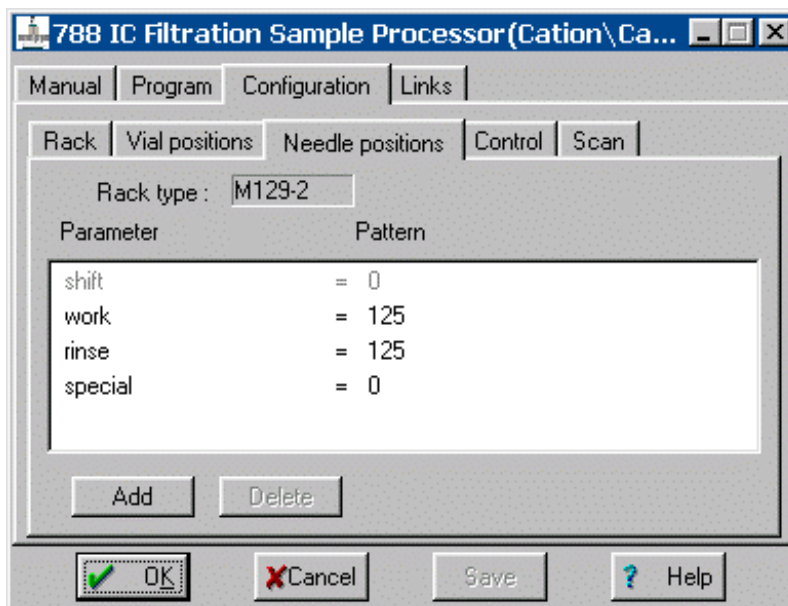 788 IC Filtration Sample Processor(Cation\Ca...
Manual Program Configuration Links
Rack Vial positions Needle positions Control Scan
Rack type : M129-2
Parameter Pattern
shift = 0
work = 125
rinse = 125
special = 0
Add Delete
OK Cancel Save ? Help